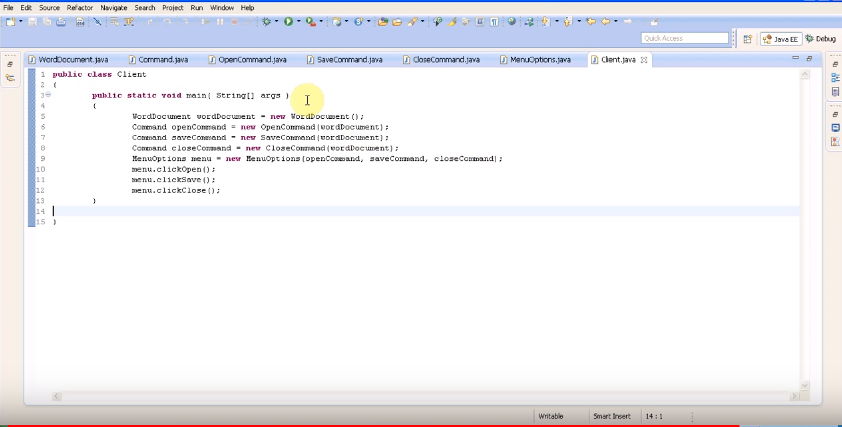 File Edit Source Refactor Navigate Search Project Run Window Help
Quick Access Java EE Debug
WordDocument.java Command.java OpenCommand.java SaveCommand.java CloseCommand.java MenuOptions.java Client.java
1 public class Client
2 {
3 public static void main( String[] args )
4 {
5 WordDocument wordDocument = new WordDocument();
6 Command openCommand = new OpenCommand(wordDocument);
7 Command saveCommand = new SaveCommand(wordDocument);
8 Command closeCommand = new CloseCommand(wordDocument);
9 MenuOptions menu = new MenuOptions(openCommand, saveCommand, closeCommand);
10 menu.clickOpen();
11 menu.clickSave();
12 menu.clickClose();
13 }
14
15 }
Writable Smart Insert 14 : 1